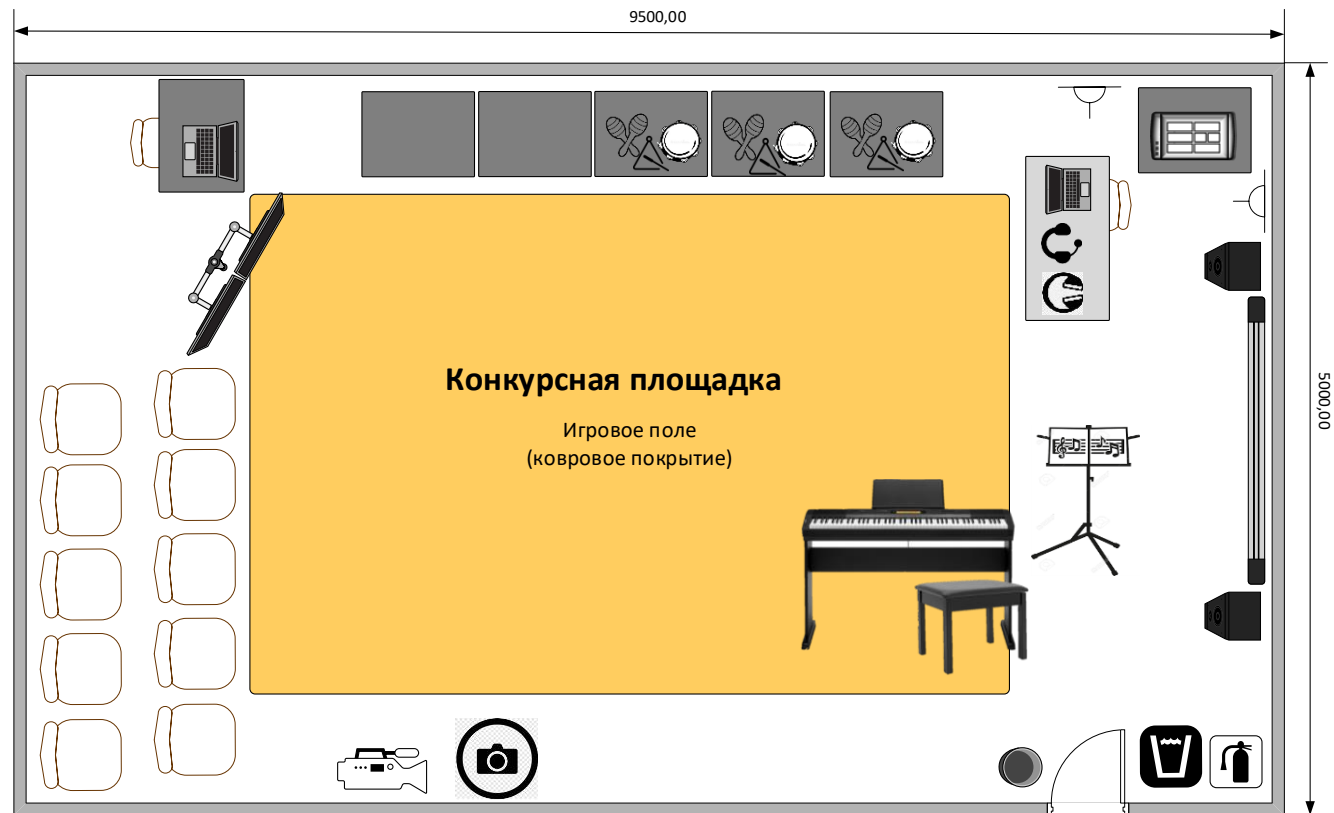 9500,00
5000,00
Конкурсная площадка
Игровое поле
(ковровое покрытие)